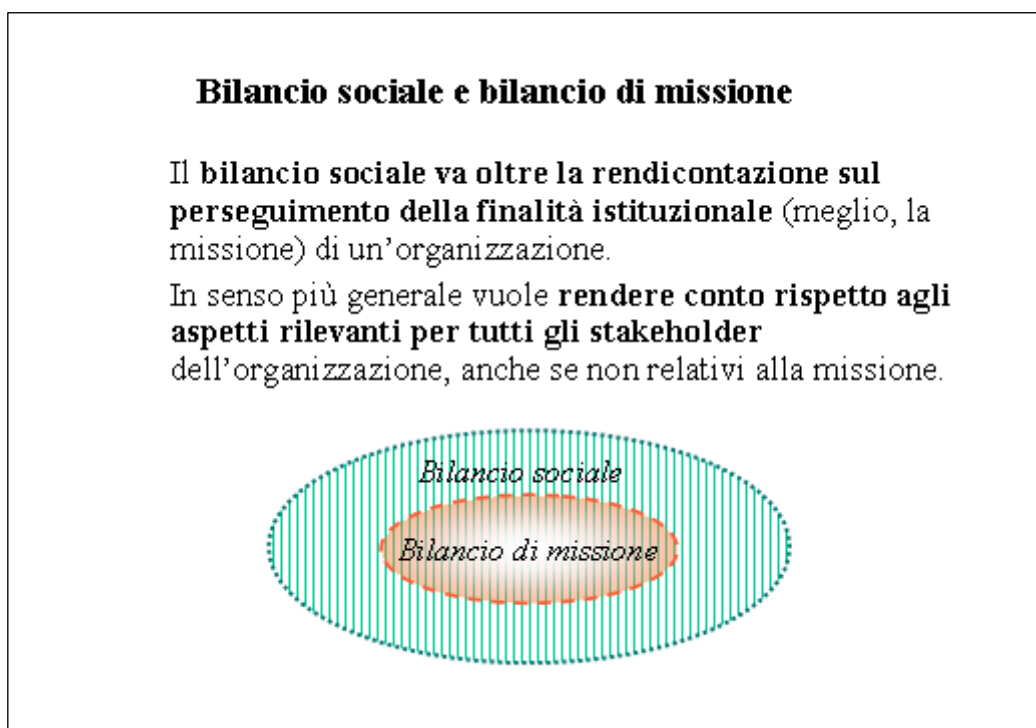 Bilancio sociale e bilancio di missione
Il bilancio sociale va oltre la rendicontazione sul
perseguimento della finalità istituzionale (meglio, la
missione) di un'organizzazione.
In senso più generale vuole rendere conto rispetto agli
aspetti rilevanti per tutti gli stakeholder
dell'organizzazione, anche se non relativi alla missione.
Bilancio sociale
Bilancio di missione